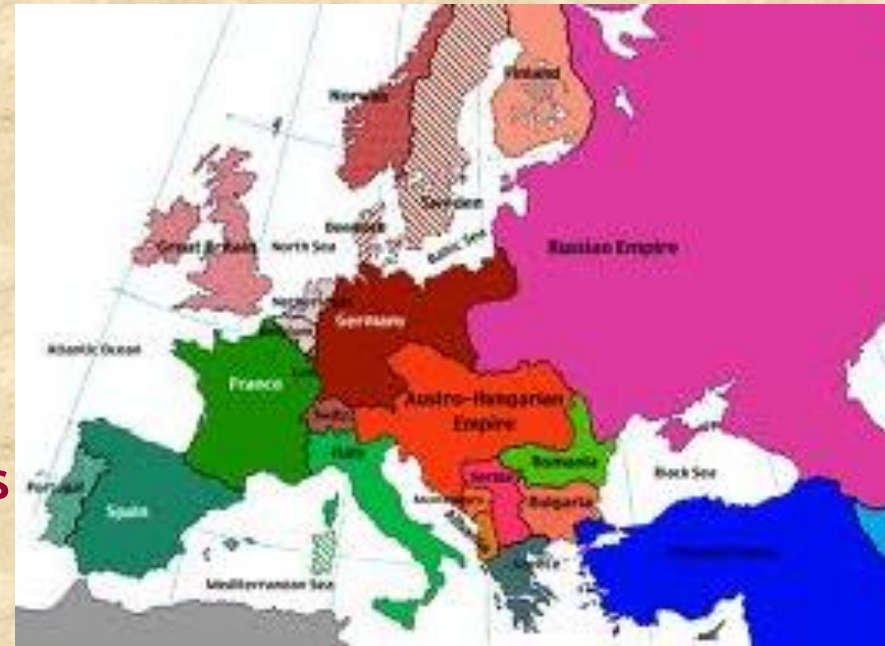 Finland
Norway
Sweden
Denmark
Great Britain
North Sea
Baltic Sea
Russian Empire
Germany
Atlantic Ocean
France
Austro-Hungarian
Empire
Italy
Romania
Black Sea
Serbia
Portugal
Spain
Bulgaria
Albania
Greece
Mediterranean Sea
s